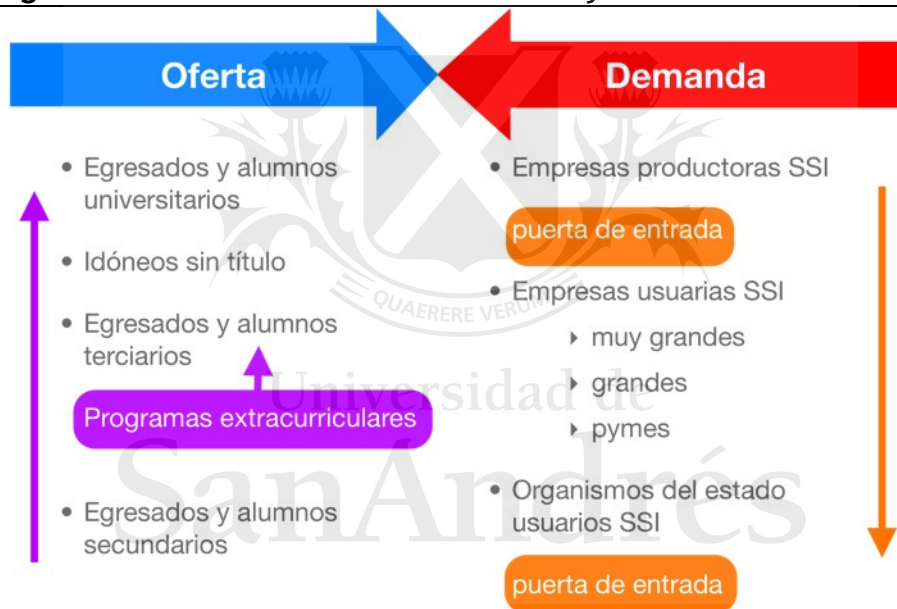 Oferta
Demanda
• Egresados y alumnos
universitarios
• Idóneos sin título
• Egresados y alumnos
terciarios
Programas extracurriculares
• Egresados y alumnos
secundarios
• Empresas productoras SSI
puerta de entrada
• Empresas usuarias SSI
‣ muy grandes
‣ grandes
‣ pymes
• Organismos del estado
usuarios SSI
puerta de entrada
QUAERERE VERUM
Universidad de
SanAndrés